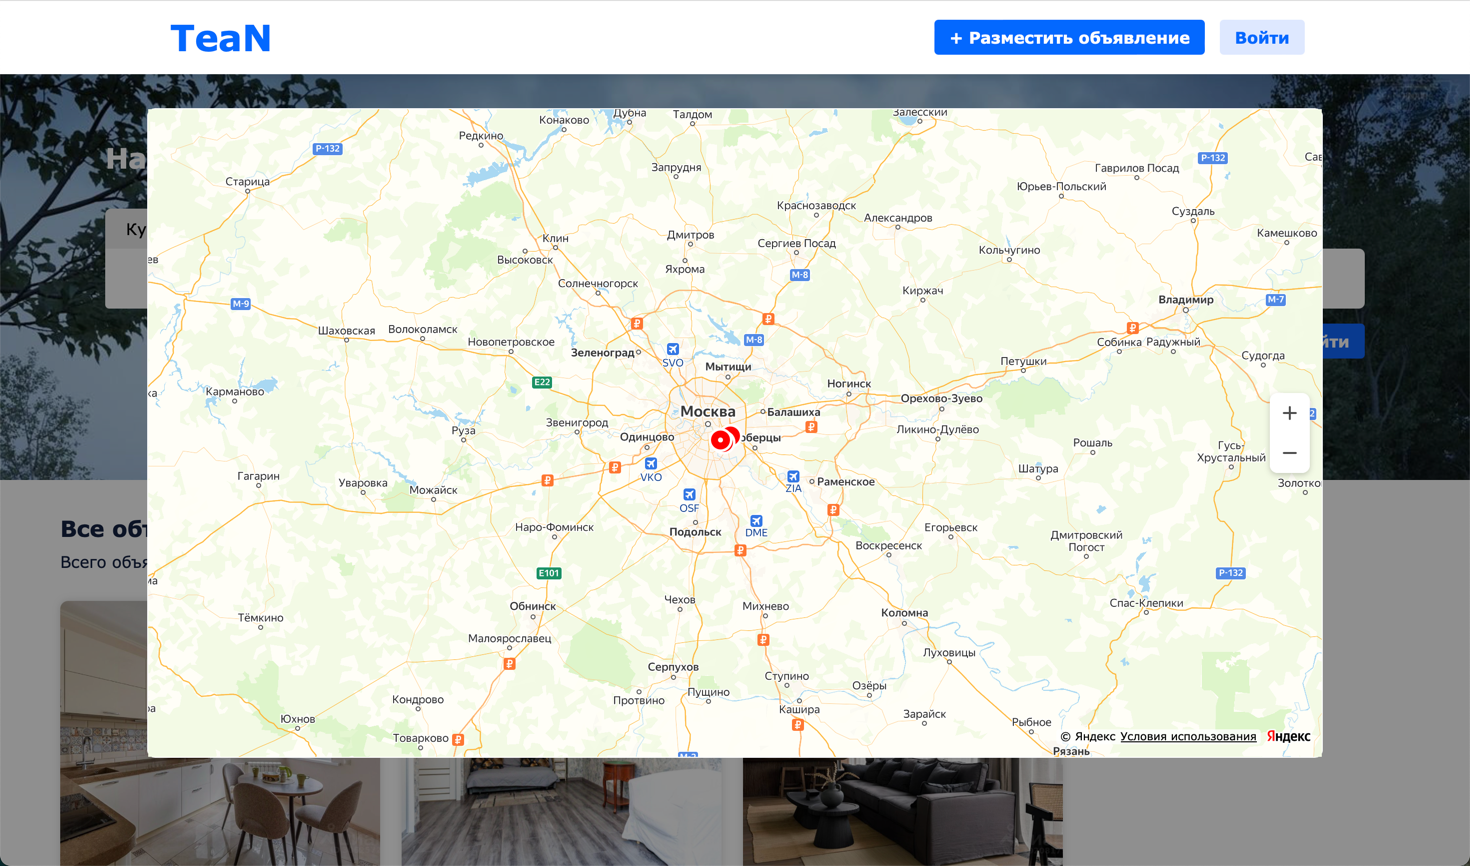 TeaN
+ Разместить объявление
Войти
На
Ку
йти
Все объ
Всего объя
Конаково
Дубна
Талдом
Залесский
Редкино
Р-132
Р-132
Запрудня
Гаврилов Посад
Старица
Юрьев-Польский
Краснозаводск
Александров
Суздаль
Дмитров
Сергиев Посад
Камешково
Клин
Кольчугино
Высоковск
Яхрома
М-8
Солнечногорск
Киржач
Владимир
М-7
М-9
Шаховская
Волоколамск
Новопетровское
М-8
Собинка
Радужный
Зеленоград
SVO
Мытищи
Петушки
Судогда
Е22
Ногинск
Карманово
Орехово-Зуево
Москва
Балашиха
Руза
Звенигород
Одинцово
оберцы
Ликино-Дулёво
Рошаль
Гусь-
Хрустальный
Гагарин
Уваровка
Можайск
VKO
ZIA
Раменское
Шатура
Золотко
OSF
Наро-Фоминск
Подольск
DME
Егорьевск
Воскресенск
Дмитровский
Погост
Е101
Р-132
Обнинск
Чехов
Михнево
Коломна
Спас-Клепики
Тёмкино
Малоярославец
Луховицы
Серпухов
Ступино
Озёры
Кондрово
Протвино
Пущино
Кашира
Зарайск
Юхнов
Рыбное
Товарково
Рязань
© Яндекс Условия использования Яндекс